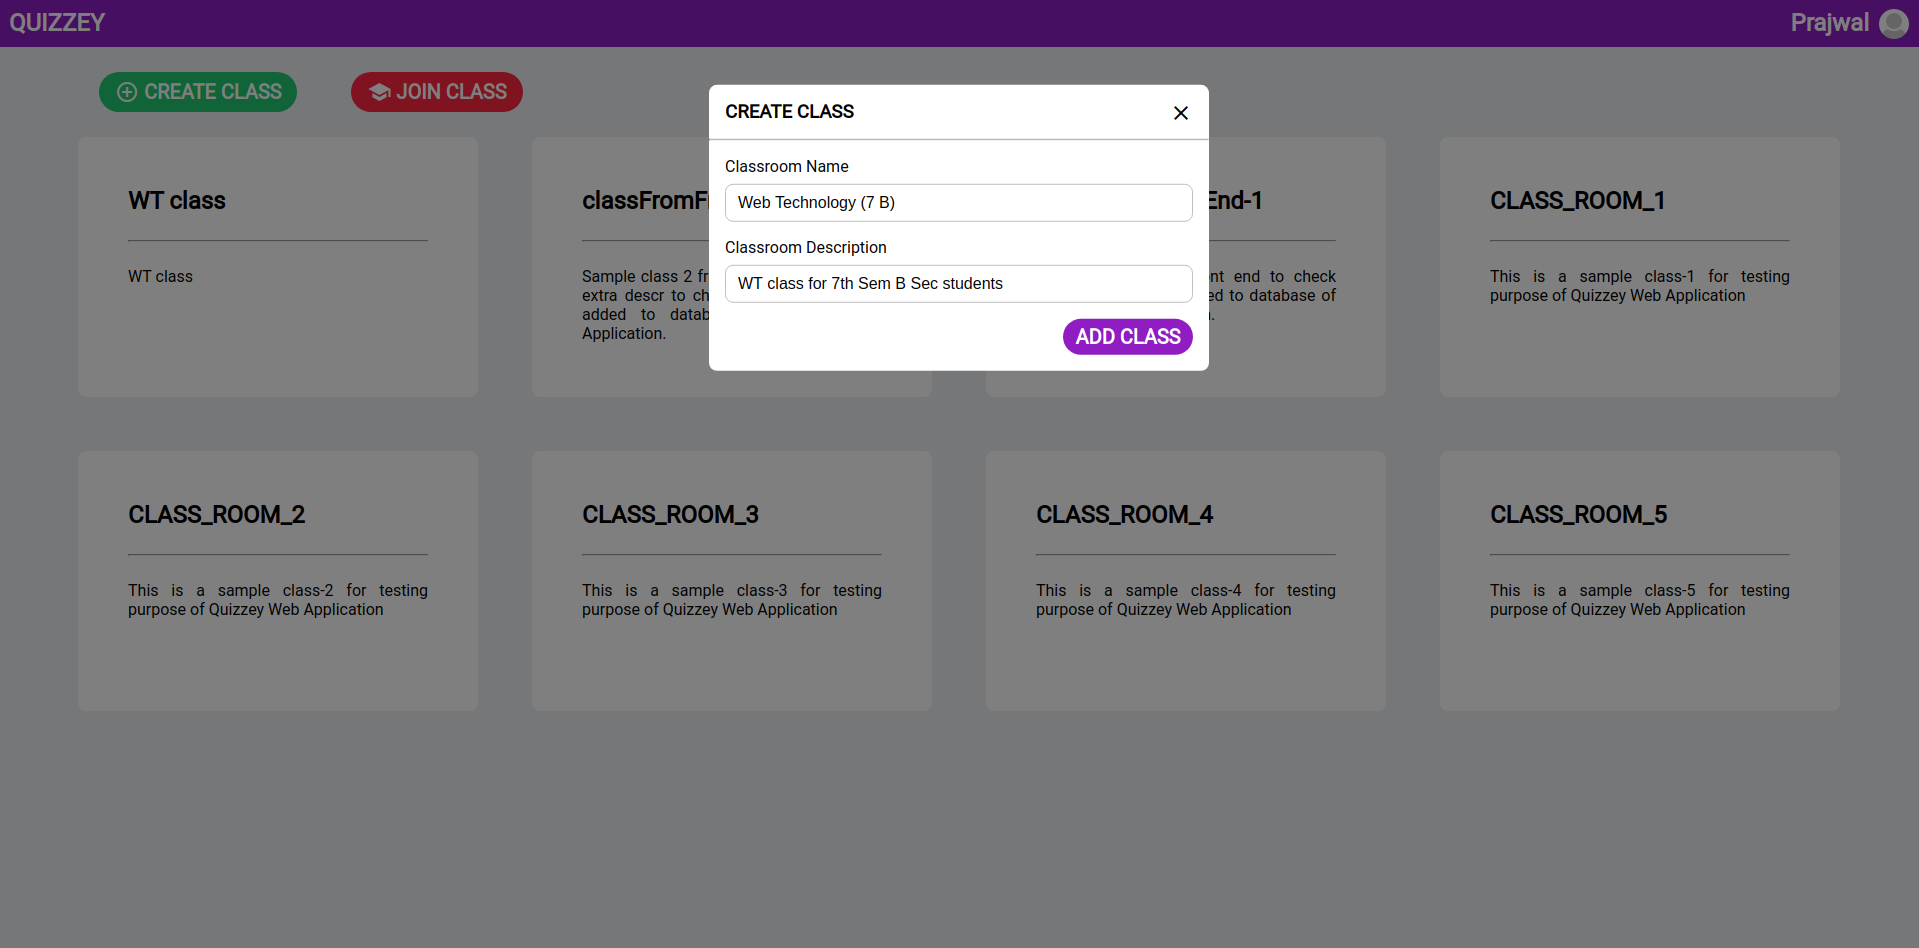 QUIZZEY
Prajwal
CREATE CLASS
JOIN CLASS
CREATE CLASS
Classroom Name
Web Technology (7 B)
Classroom Description
WT class for 7th Sem B Sec students
ADD CLASS
WT class
WT class
classFromF
Sample class 2 fr
extra descr to ch
added to datab
Application.
End-1
nt end to check
ed to database of
CLASS_ROOM_1
This is a sample class-1 for testing
purpose of Quizzey Web Application
CLASS_ROOM_2
This is a sample class-2 for testing
purpose of Quizzey Web Application
CLASS_ROOM_3
This is a sample class-3 for testing
purpose of Quizzey Web Application
CLASS_ROOM_4
This is a sample class-4 for testing
purpose of Quizzey Web Application
CLASS_ROOM_5
This is a sample class-5 for testing
purpose of Quizzey Web Application